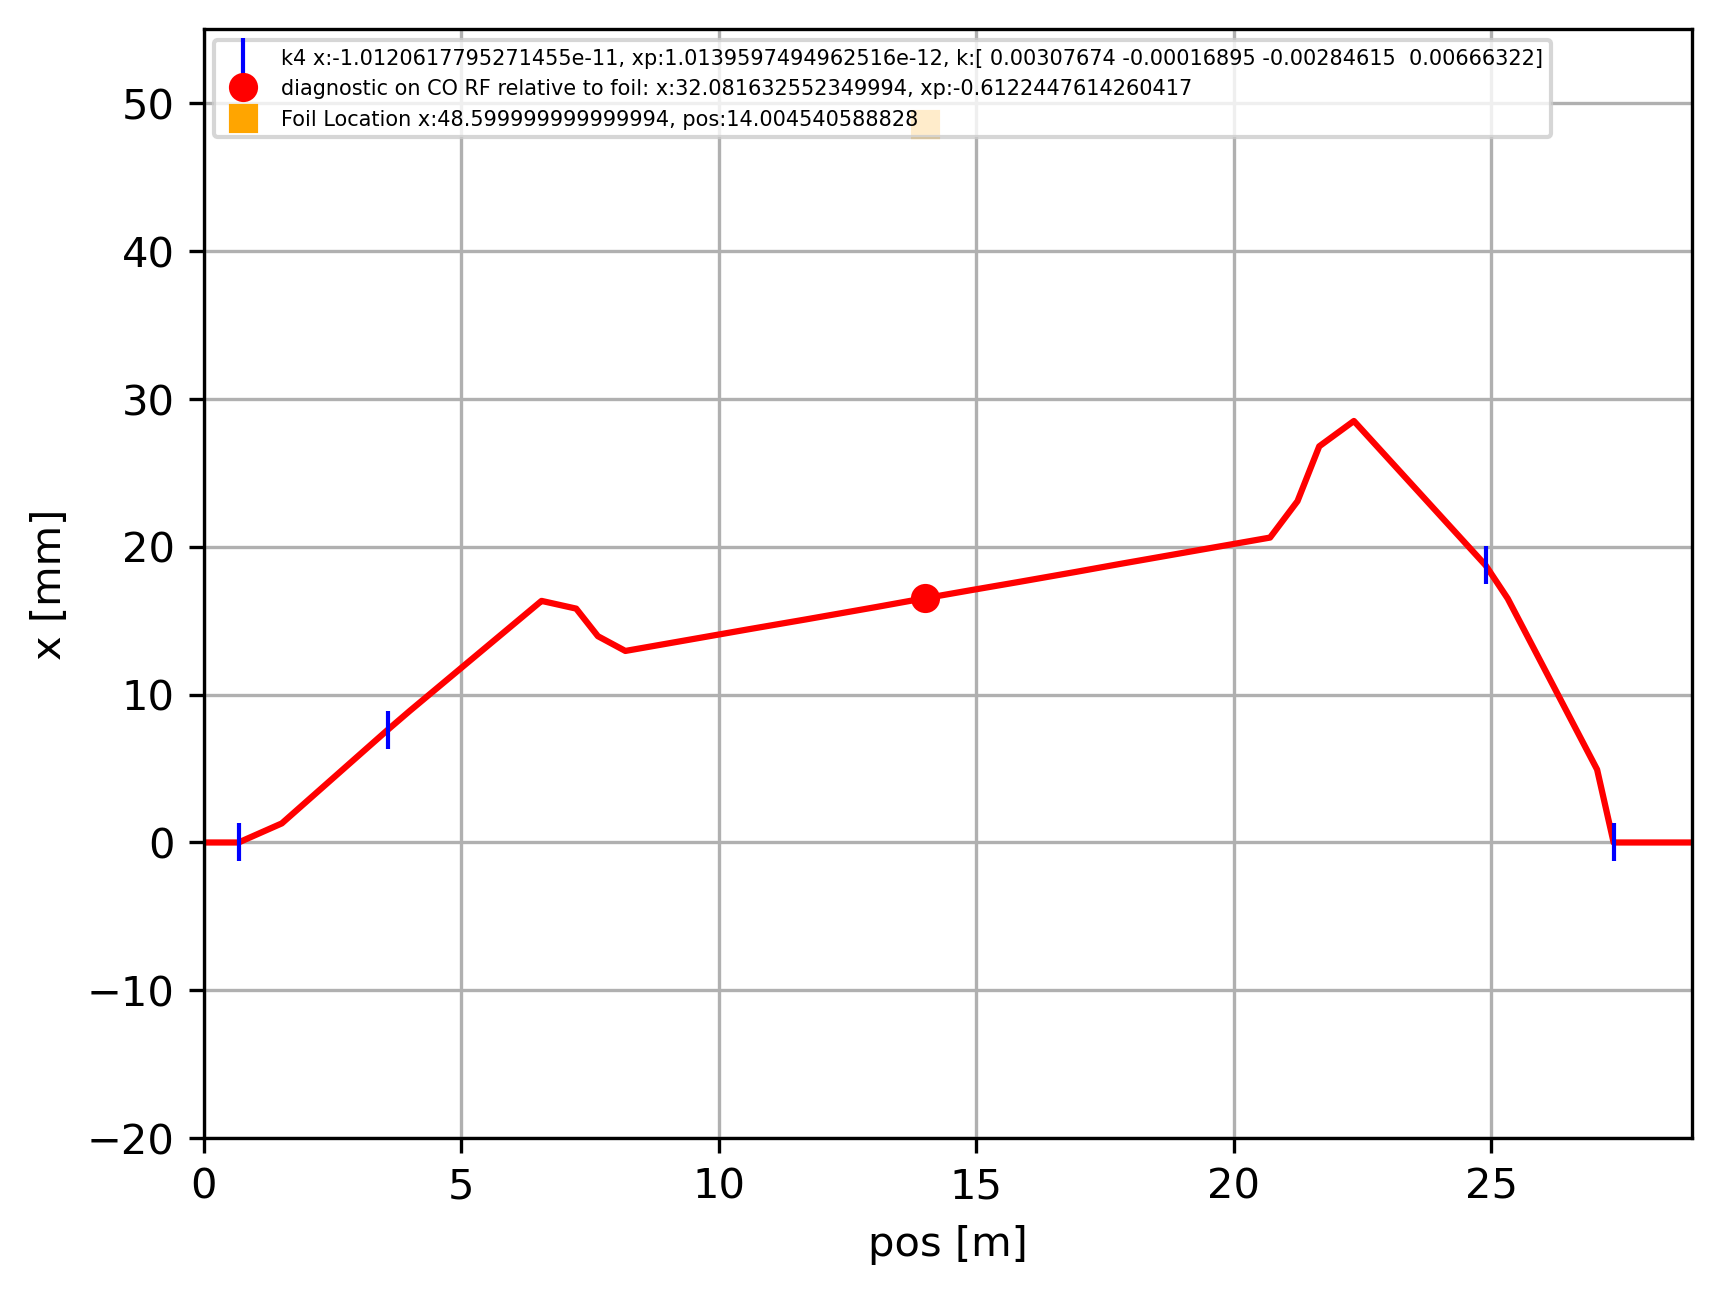 k4 x:-1.0120617795271455e-11, xp:1.0139597494962516e-12, k:[ 0.00307674 -0.00016895 -0.00284615  0.00666322]
diagnostic on CO RF relative to foil: x:32.081632552349994, xp:-0.6122447614260417
Foil Location x:48.599999999999994, pos:14.004540588828
50
40
30
20
10
0
−10
−20
x [mm]
0 5 10 15 20 25
pos [m]